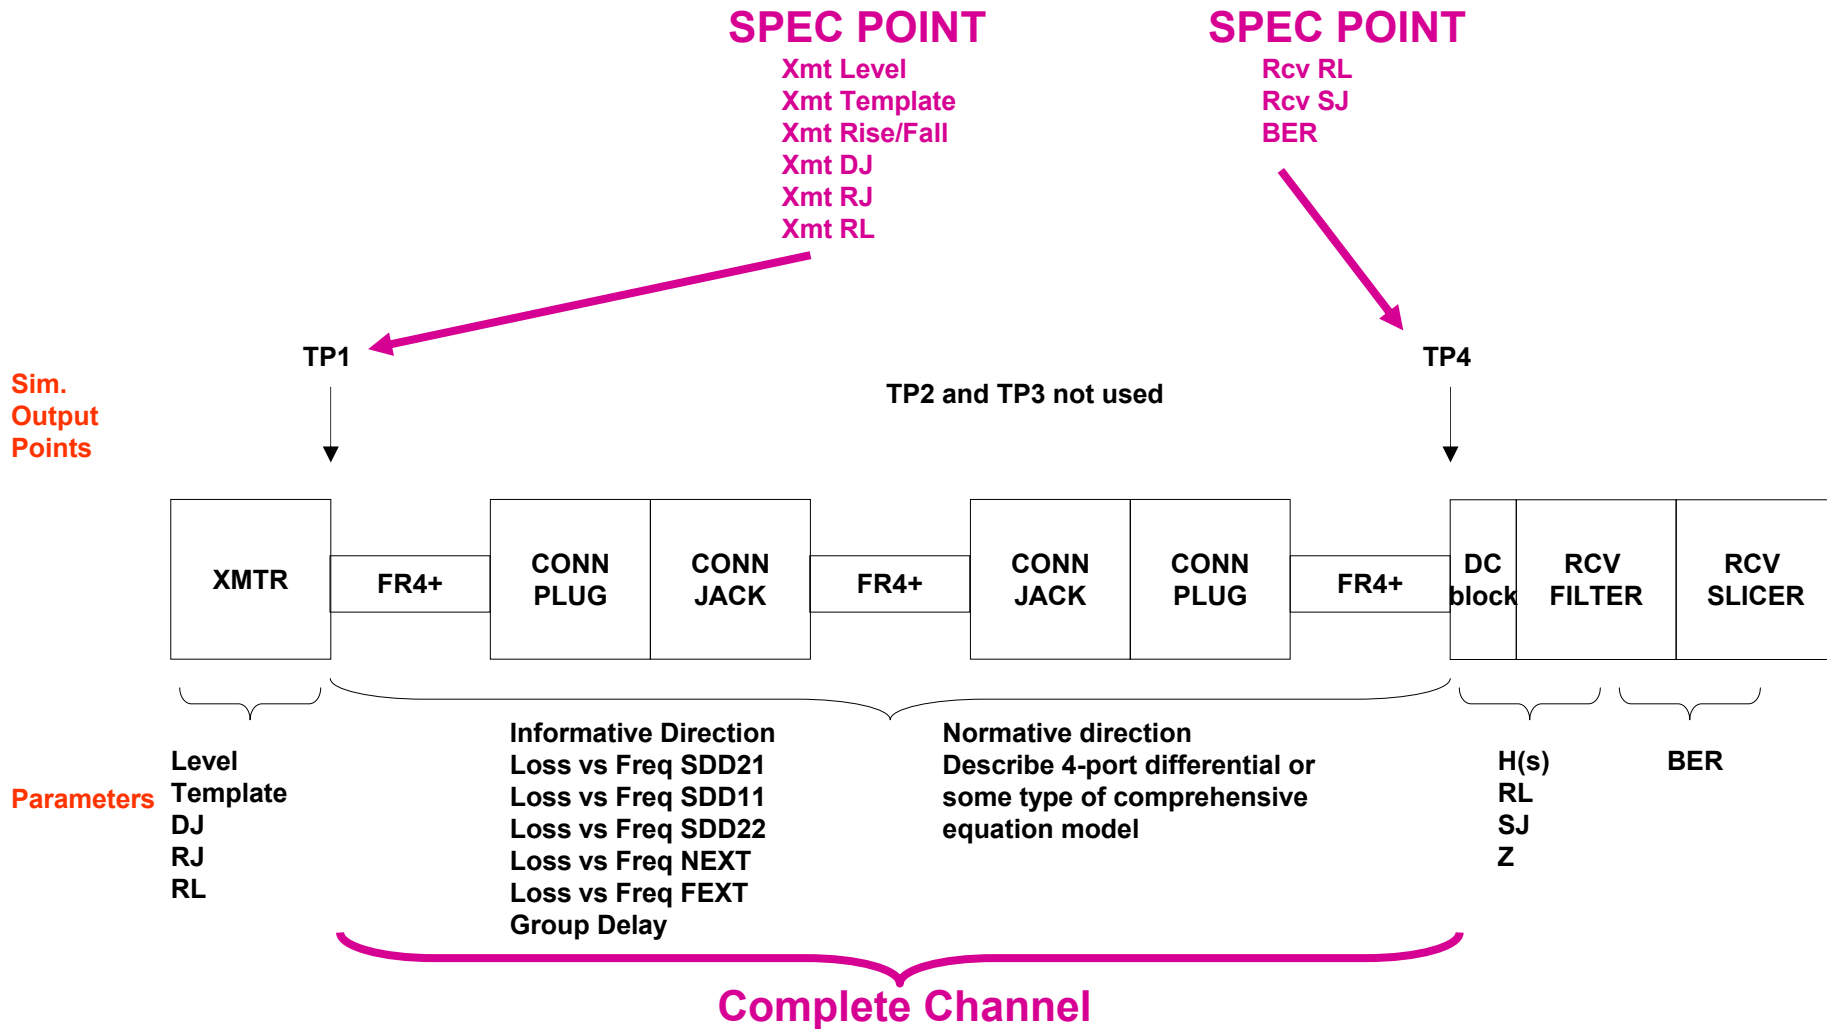 SPEC POINT
Xmt Level
Xmt Template
Xmt Rise/Fall
Xmt DJ
Xmt RJ
Xmt RL
SPEC POINT
Rcv RL
Rcv SJ
BER
Sim.
Output
Points
TP1
TP2 and TP3 not used
TP4
XMTR
FR4+
CONN
PLUG
CONN
JACK
FR4+
CONN
JACK
CONN
PLUG
FR4+
DC
block
RCV
FILTER
RCV
SLICER
Parameters
Level
Template
DJ
RJ
RL
Informative Direction
Loss vs Freq SDD21
Loss vs Freq SDD11
Loss vs Freq SDD22
Loss vs Freq NEXT
Loss vs Freq FEXT
Group Delay
Normative direction
Describe 4-port differential or
some type of comprehensive
equation model
H(s)
RL
SJ
Z
BER
Complete Channel